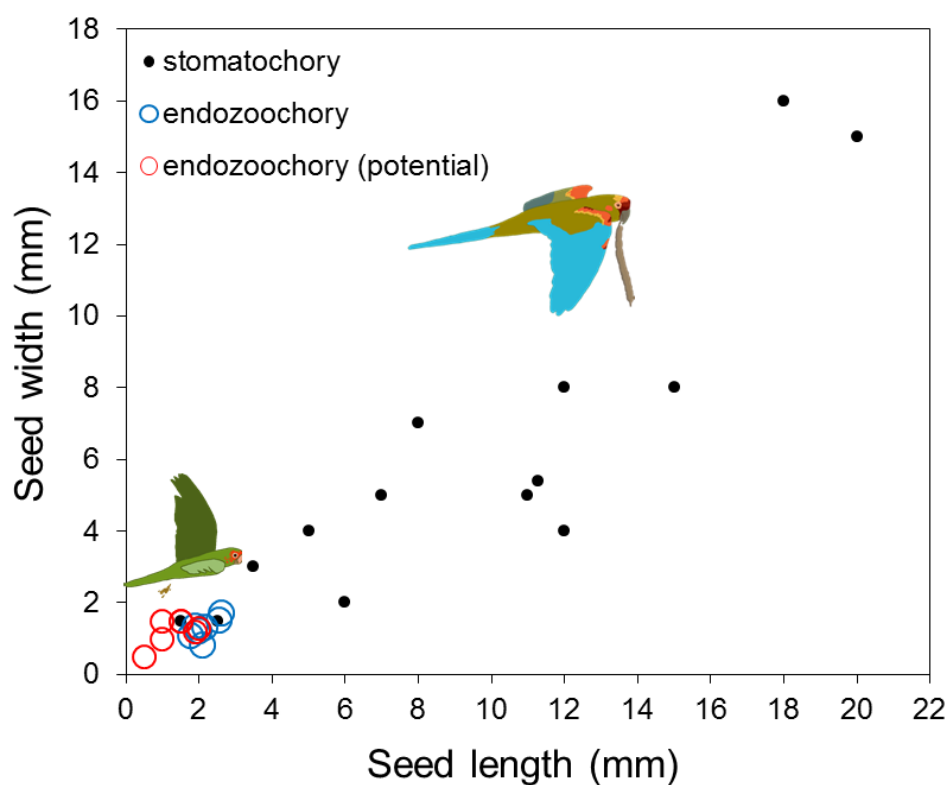 stomatochory
endozoochory
endozoochory (potential)
Seed width (mm)
18
16
14
12
10
8
6
4
2
0
0 2 4 6 8 10 12 14 16 18 20 22
Seed length (mm)